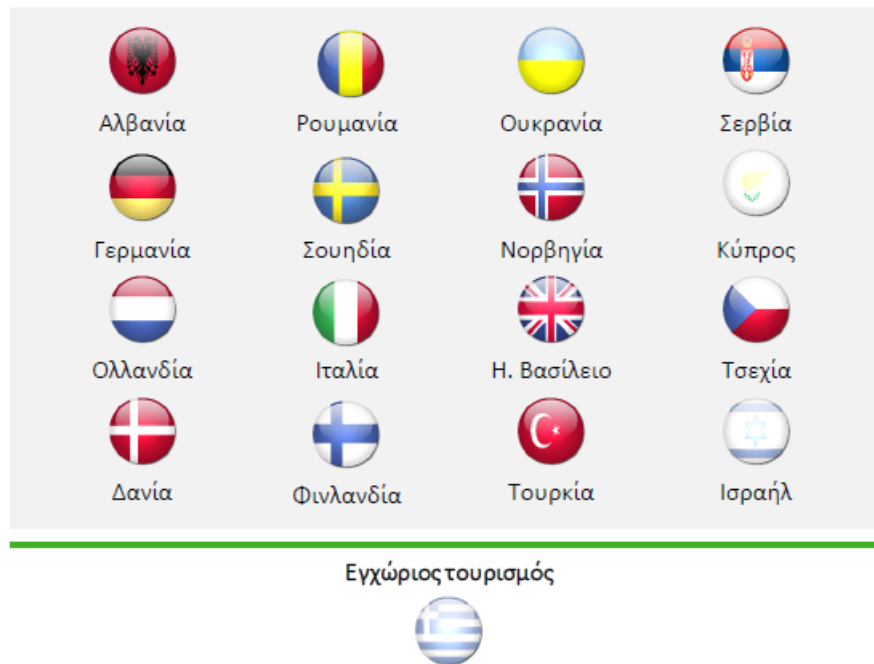 Αλβανία Ρουμανία Ουκρανία Σερβία
Γερμανία Σουηδία Νορβηγία Κύπρος
Ολλανδία Ιταλία Η. Βασίλειο Τσεχία
Δανία Φινλανδία Τουρκία Ισραήλ
Εγχώριος τουρισμός